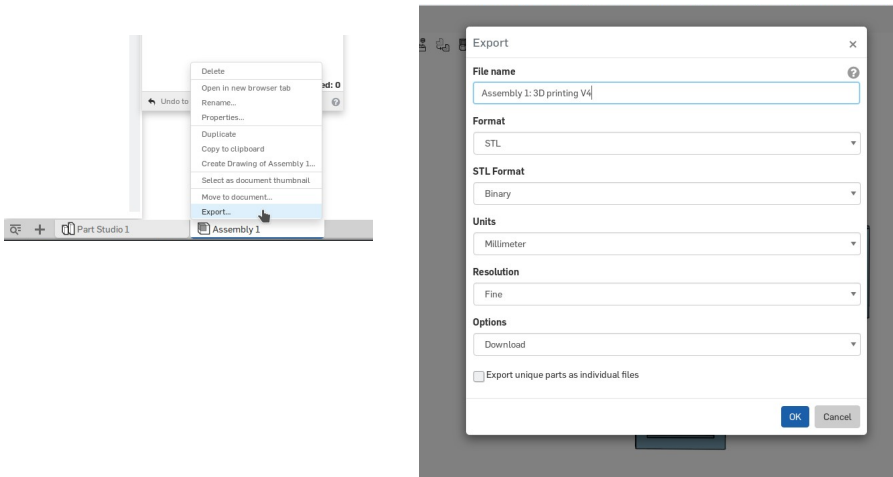 Delete
Open in new browser tab
ed: 0
Undo to
Rename...
Properties...
Duplicate
Copy to clipboard
Create Drawing of Assembly 1...
Select as document thumbnail
Move to document...
Export...
Part Studio 1
Assembly 1
Export
File name
Assembly 1: 3D printing V4
Format
STL
STL Format
Binary
Units
Millimeter
Resolution
Fine
Options
Download
Export unique parts as individual files
OK Cancel